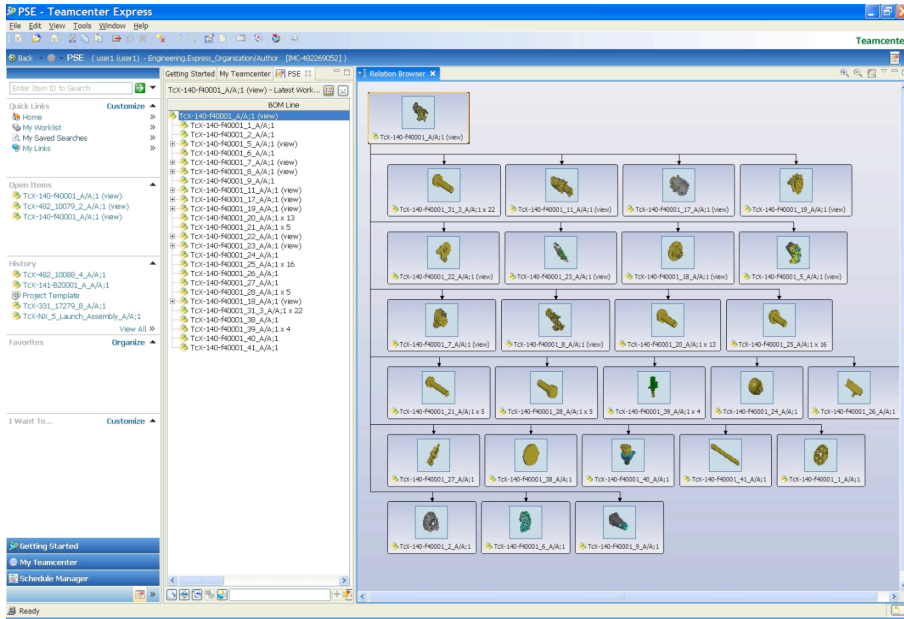 PSE - Teamcenter Express
File Edit View Tools Window Help
Teamcente
Back PSE ( user1 (user1) - Engineering.Express_Organization/Author [IMC-482269052] )
Enter Item ID to Search
Quick Links Customize
Home
My Worklist
My Saved Searches
My Links
Open Items
TcX-140-f40001_A/A;1 (view)
TcX-482_10079_2_A/A;1 (view)
TcX-140-f40001_A/A;1 (view)
History
TcX-482_10088_4_A/A;1
TcX-141-B20001_A_A/A;1
Project Template
TcX-331_17279_8_A/A;1
TcX-NX_5_Launch_Assembly_A/A;1
View All
Favorites Organize
I Want To... Customize
Getting Started
My Teamcenter
Schedule Manager
Getting Started My Teamcenter PSE
TcX-140-f40001_A/A;1 (view) - Latest Work...
BOM Line
TcX-140-f40001_A/A;1 (view)
TcX-140-f40001_1_A/A;1
TcX-140-f40001_2_A/A;1
TcX-140-f40001_5_A/A;1 (view)
TcX-140-f40001_6_A/A;1
TcX-140-f40001_7_A/A;1 (view)
TcX-140-f40001_8_A/A;1 (view)
TcX-140-f40001_9_A/A;1
TcX-140-f40001_11_A/A;1 (view)
TcX-140-f40001_17_A/A;1 (view)
TcX-140-f40001_19_A/A;1 (view)
TcX-140-f40001_20_A/A;1 x 13
TcX-140-f40001_21_A/A;1 x 5
TcX-140-f40001_22_A/A;1 (view)
TcX-140-f40001_23_A/A;1 (view)
TcX-140-f40001_24_A/A;1
TcX-140-f40001_25_A/A;1 x 16
TcX-140-f40001_26_A/A;1
TcX-140-f40001_27_A/A;1
TcX-140-f40001_28_A/A;1 x 5
TcX-140-f40001_18_A/A;1 (view)
TcX-140-f40001_31_3_A/A;1 x 22
TcX-140-f40001_38_A/A;1
TcX-140-f40001_39_A/A;1 x 4
TcX-140-f40001_40_A/A;1
TcX-140-f40001_41_A/A;1
Relation Browser
TcX-140-f40001_A/A;1 (view)
TcX-140-f40001_31_3_A/A;1 x 22 TcX-140-f40001_11_A/A;1 (view) TcX-140-f40001_17_A/A;1 (view) TcX-140-f40001_19_A/A;1 (view)
TcX-140-f40001_22_A/A;1 (view) TcX-140-f40001_23_A/A;1 (view) TcX-140-f40001_18_A/A;1 (view) TcX-140-f40001_5_A/A;1 (view)
TcX-140-f40001_7_A/A;1 (view) TcX-140-f40001_8_A/A;1 (view) TcX-140-f40001_20_A/A;1 x 13 TcX-140-f40001_25_A/A;1 x 16
TcX-140-f40001_21_A/A;1 x 5 TcX-140-f40001_28_A/A;1 x 5 TcX-140-f40001_39_A/A;1 x 4 TcX-140-f40001_24_A/A;1 TcX-140-f40001_26_A/A;1
TcX-140-f40001_27_A/A;1 TcX-140-f40001_38_A/A;1 TcX-140-f40001_40_A/A;1 TcX-140-f40001_41_A/A;1 TcX-140-f40001_1_A/A;1
TcX-140-f40001_2_A/A;1 TcX-140-f40001_6_A/A;1 TcX-140-f40001_9_A/A;1
Ready